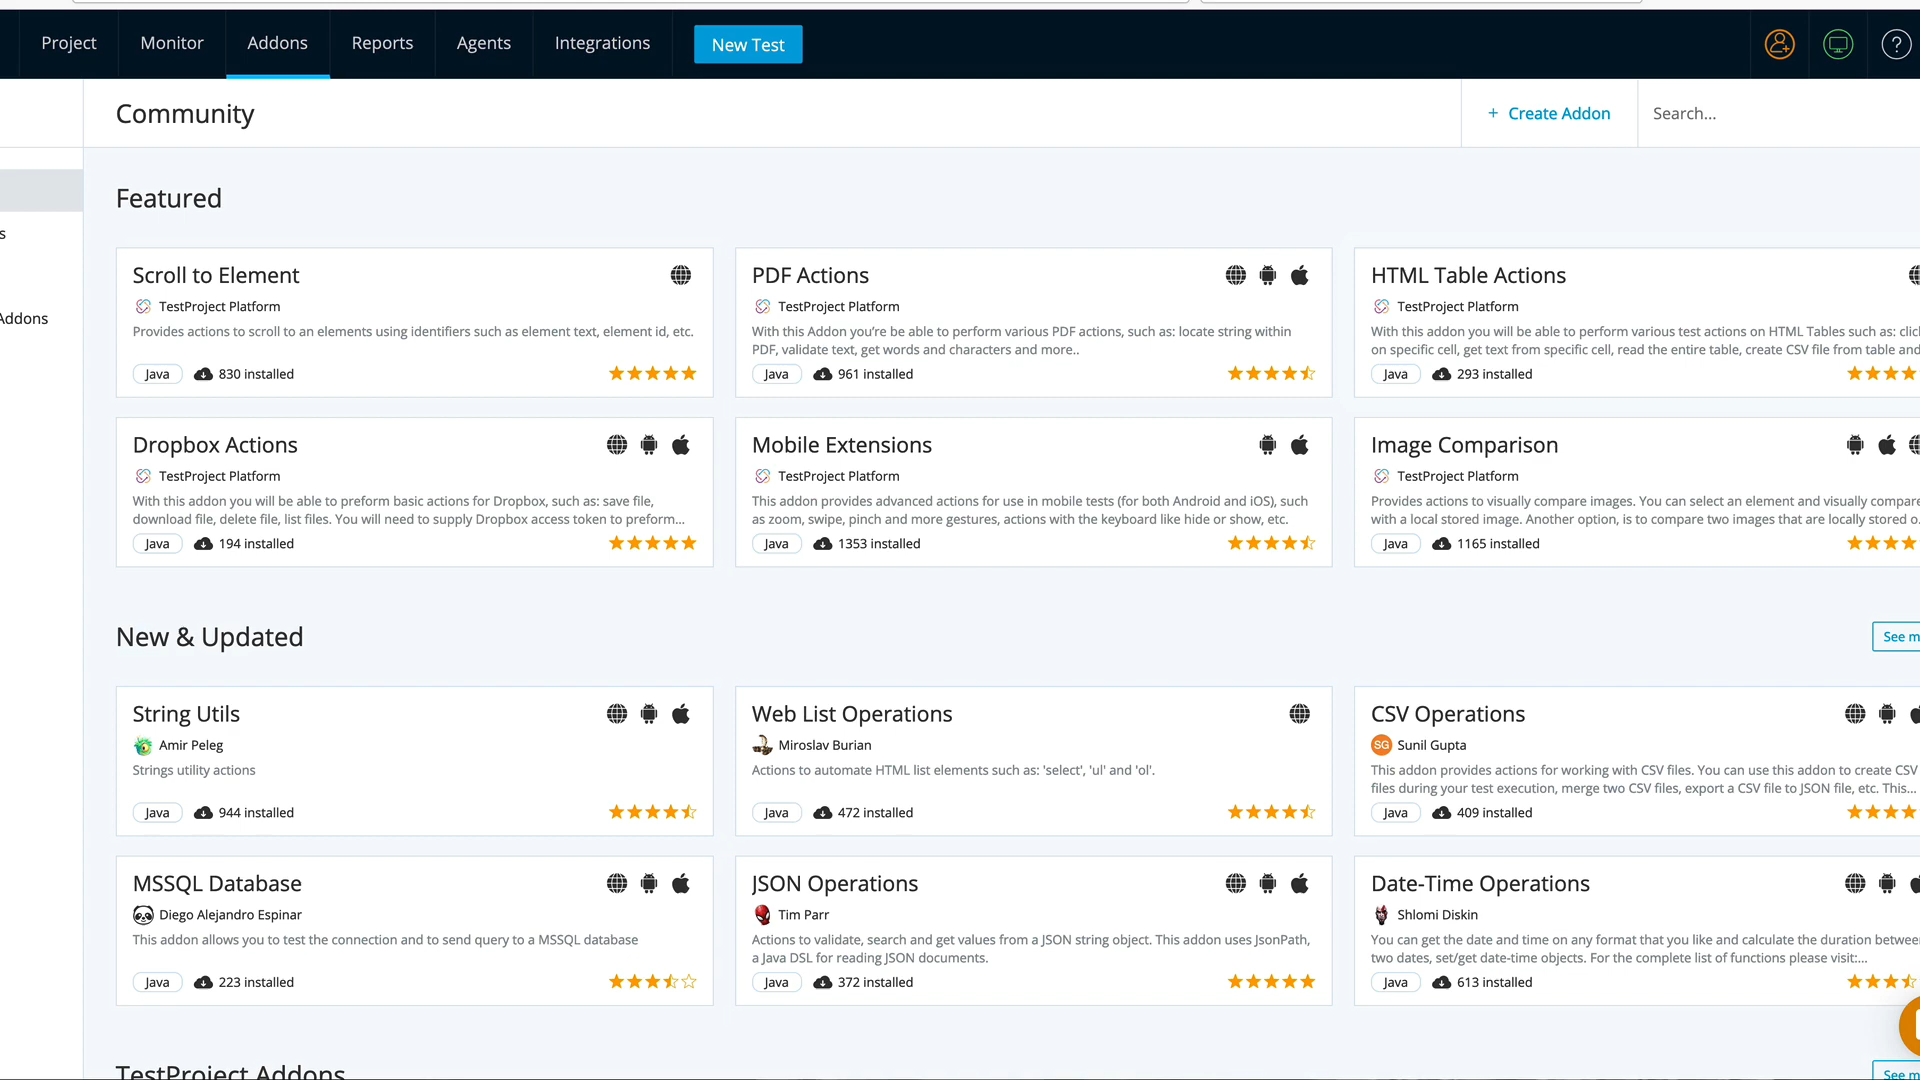 Project
Monitor
Addons
Reports
Agents
Integrations
New Test
?
Community
+ Create Addon
Search...
s
Addons
Featured
Scroll to Element
TestProject Platform
Provides actions to scroll to an elements using identifiers such as element text, element id, etc.
Java
830 installed
PDF Actions
TestProject Platform
With this Addon you're be able to perform various PDF actions, such as: locate string within
PDF, validate text, get words and characters and more..
Java
961 installed
HTML Table Actions
TestProject Platform
With this addon you will be able to perform various test actions on HTML Tables such as: clic
on specific cell, get text from specific cell, read the entire table, create CSV file from table and
Java
293 installed
Dropbox Actions
TestProject Platform
With this addon you will be able to preform basic actions for Dropbox, such as: save file,
download file, delete file, list files. You will need to supply Dropbox access token to preform...
Java
194 installed
Mobile Extensions
TestProject Platform
This addon provides advanced actions for use in mobile tests (for both Android and iOS), such
as zoom, swipe, pinch and more gestures, actions with the keyboard like hide or show, etc.
Java
1353 installed
Image Comparison
TestProject Platform
Provides actions to visually compare images. You can select an element and visually compare
with a local stored image. Another option, is to compare two images that are locally stored o.
Java
1165 installed
New & Updated
See m
String Utils
Amir Peleg
Strings utility actions
Java
944 installed
Web List Operations
Miroslav Burian
Actions to automate HTML list elements such as: 'select', 'ul' and 'ol'.
Java
472 installed
CSV Operations
SG Sunil Gupta
This addon provides actions for working with CSV files. You can use this addon to create CSV
files during your test execution, merge two CSV files, export a CSV file to JSON file, etc. This...
Java
409 installed
MSSQL Database
Diego Alejandro Espinar
This addon allows you to test the connection and to send query to a MSSQL database
Java
223 installed
JSON Operations
Tim Parr
Actions to validate, search and get values from a JSON string object. This addon uses JsonPath,
a Java DSL for reading JSON documents.
Java
372 installed
Date-Time Operations
Shlomi Diskin
You can get the date and time on any format that you like and calculate the duration betwee
two dates, set/get date-time objects. For the complete list of functions please visit:...
Java
613 installed
TestProject Addons
See m